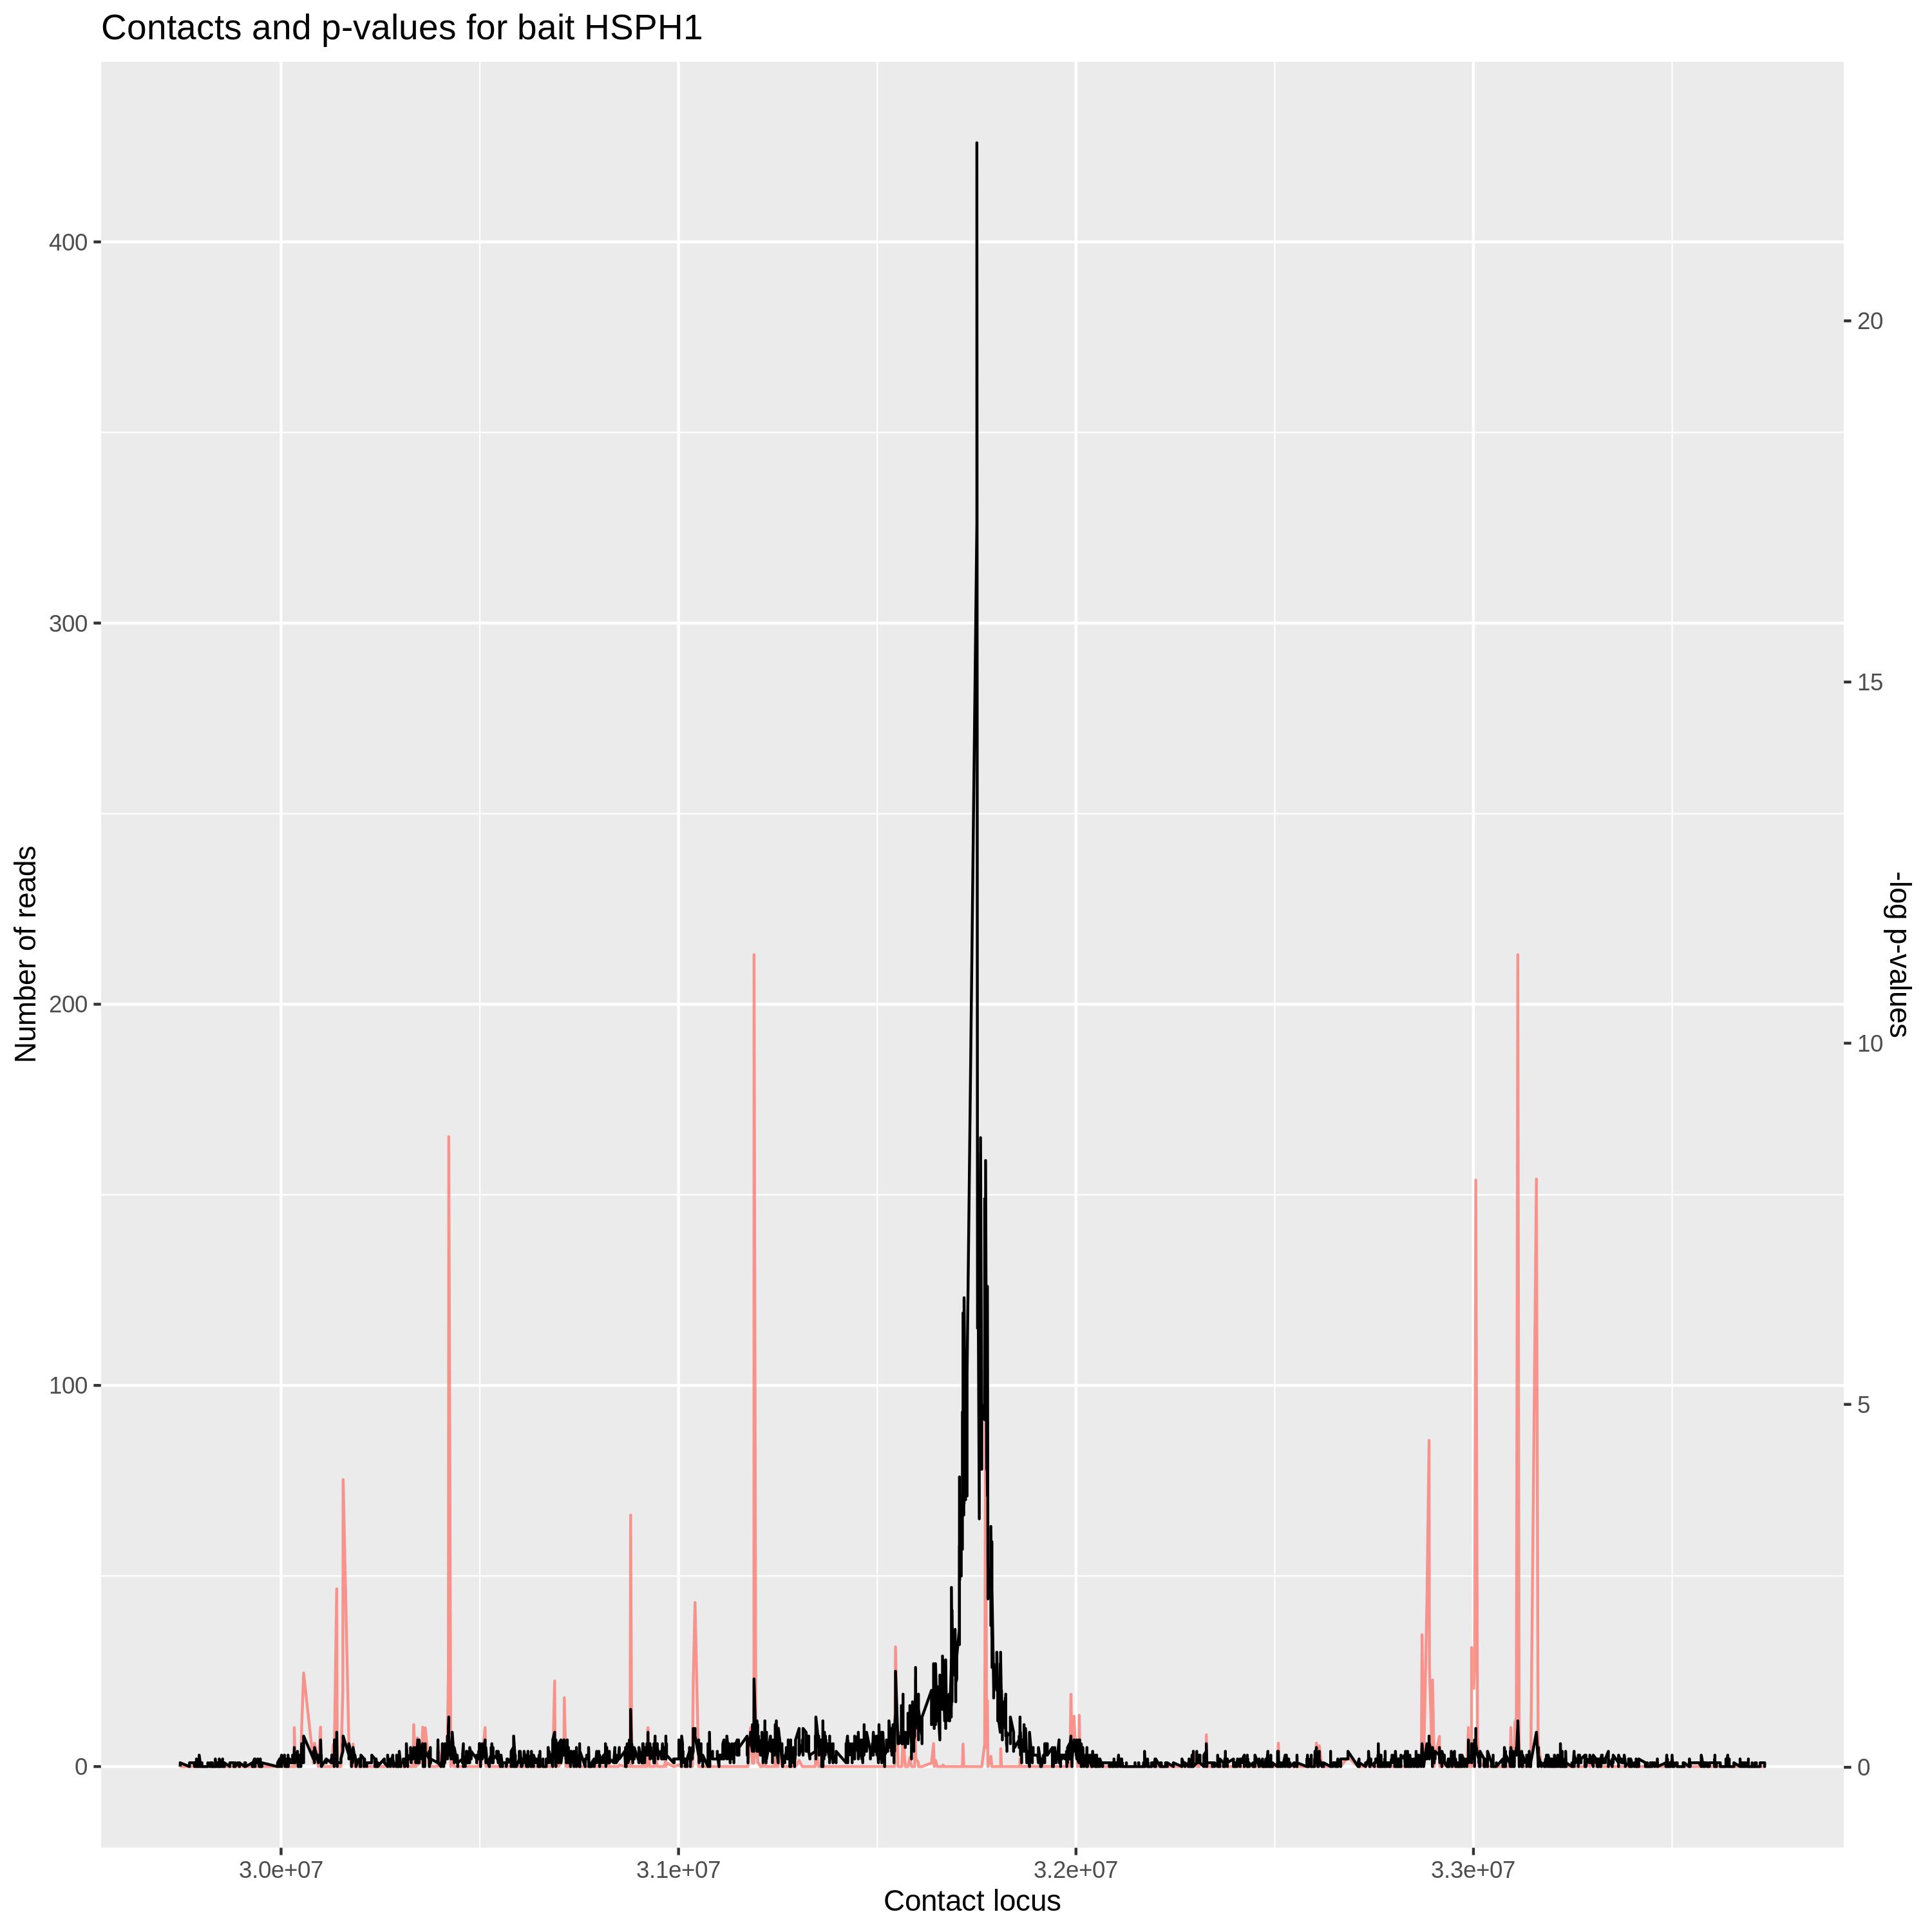 Contacts and p-values for bait HSPH1
Number of reads
400
300
200
100
0
20
15
10
5
0
-log p-values
3.0e+07
3.1e+07
3.2e+07
3.3e+07
Contact locus